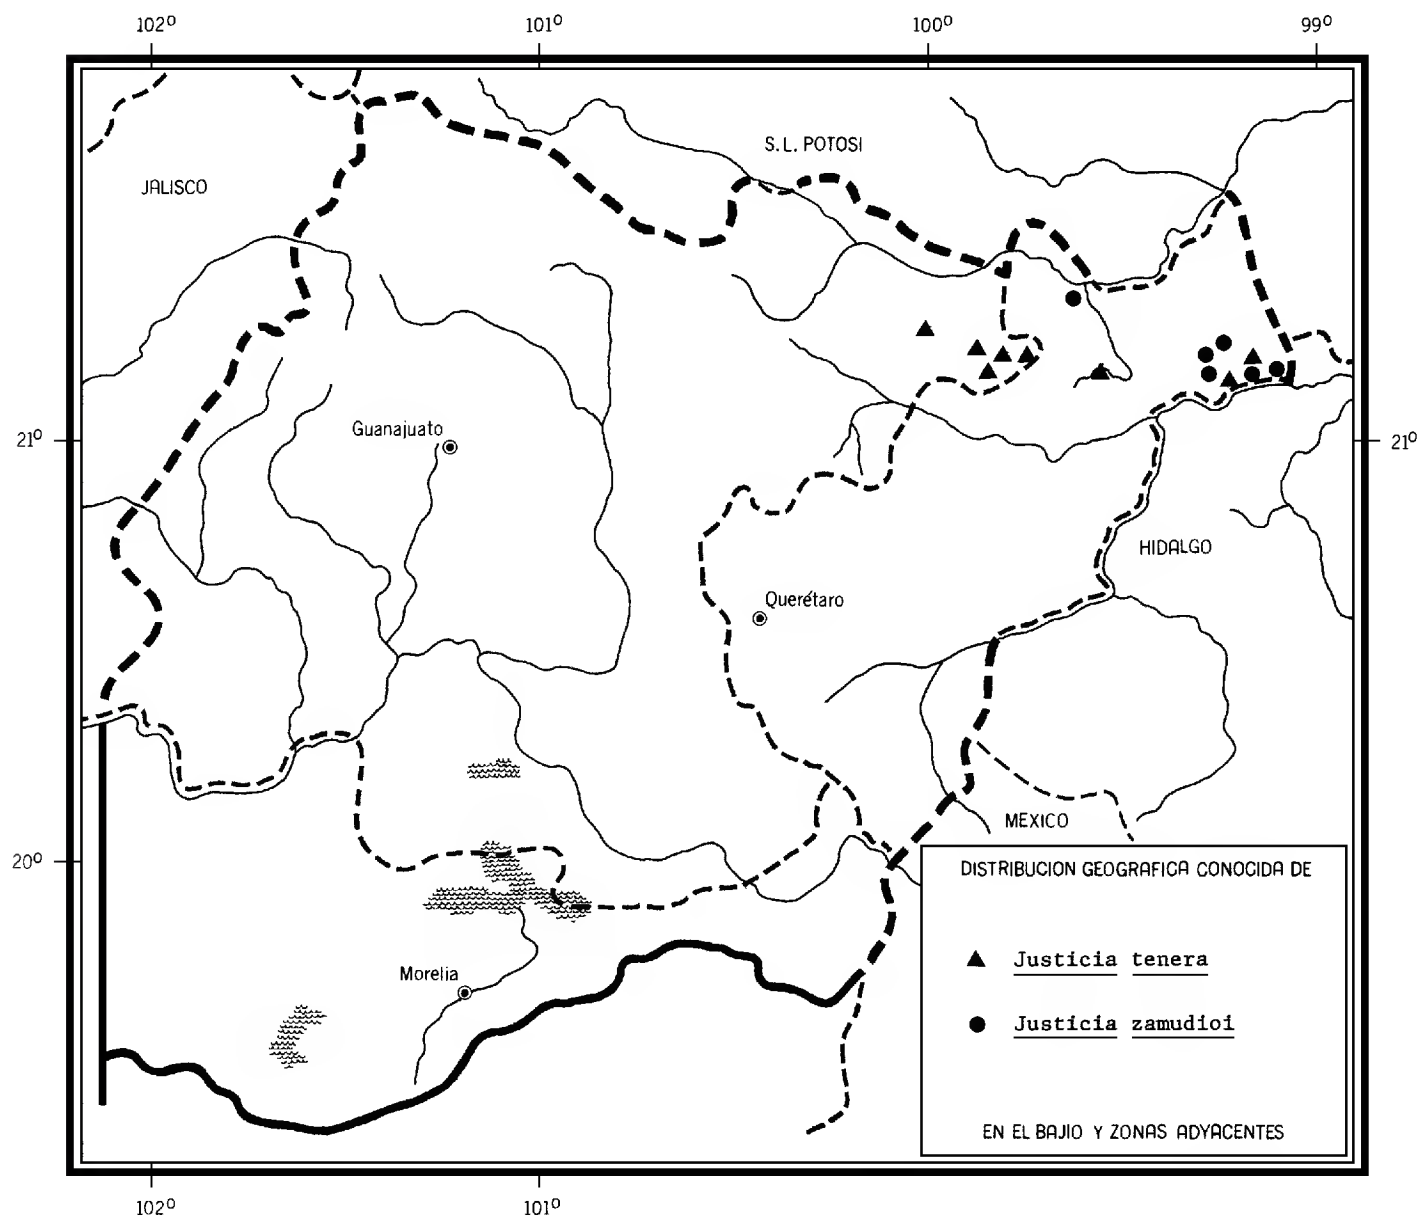 102º 101º 100º 99º
S.L. POTOSI
JALISCO
Guanajuato
21º 21º
HIDALGO
Querétaro
MEXICO
20º
DISTRIBUCION GEOGRAFICA CONOCIDA DE
Justicia tenera
Morelia
Justicia zamudioi
EN EL BAJIO Y ZONAS ADYACENTES
102º 101º